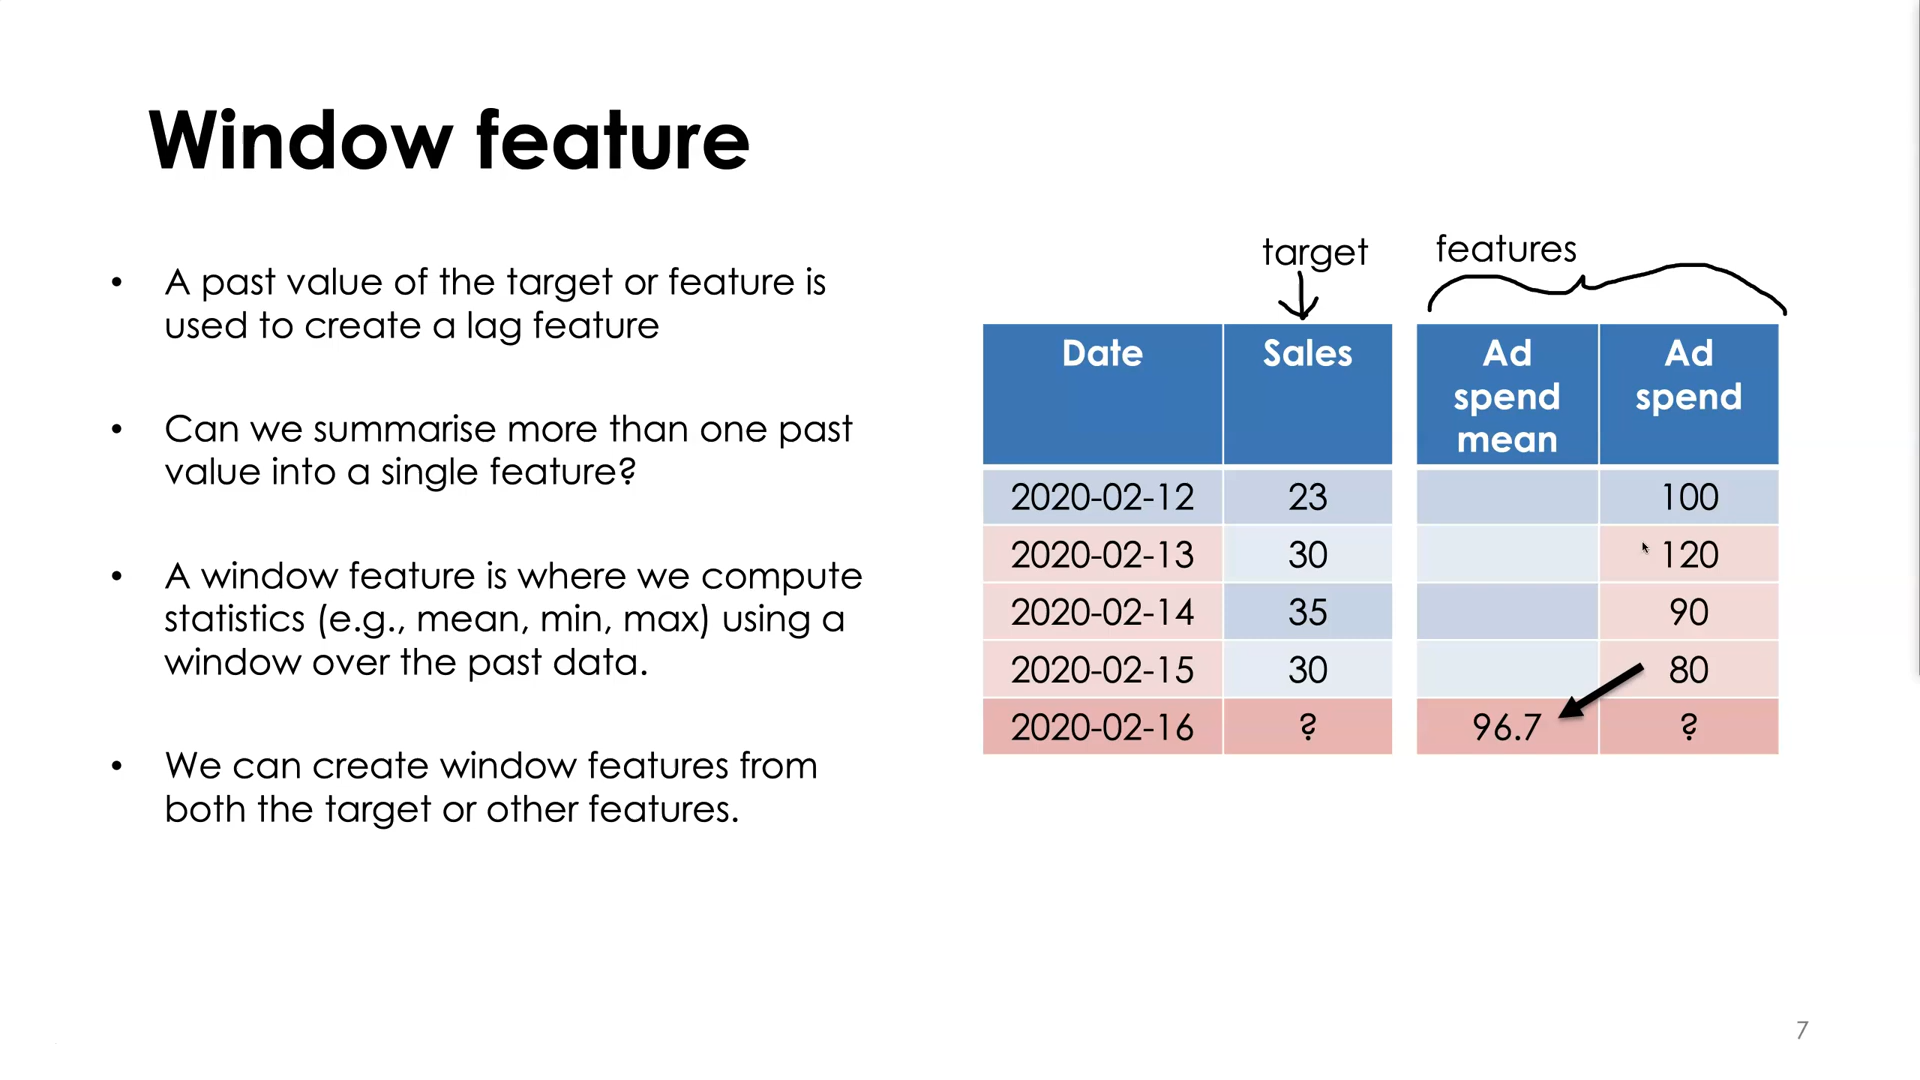 Window feature
• A past value of the target or feature is
used to create a lag feature
• Can we summarise more than one past
value into a single feature?
• A window feature is where we compute
statistics (e.g., mean, min, max) using a
window over the past data.
• We can create window features from
both the target or other features.
target features
Date Sales Ad spend mean Ad spend
2020-02-12 23 100
2020-02-13 30 120
2020-02-14 35 90
2020-02-15 30 80
2020-02-16 ? 96.7 ?
7